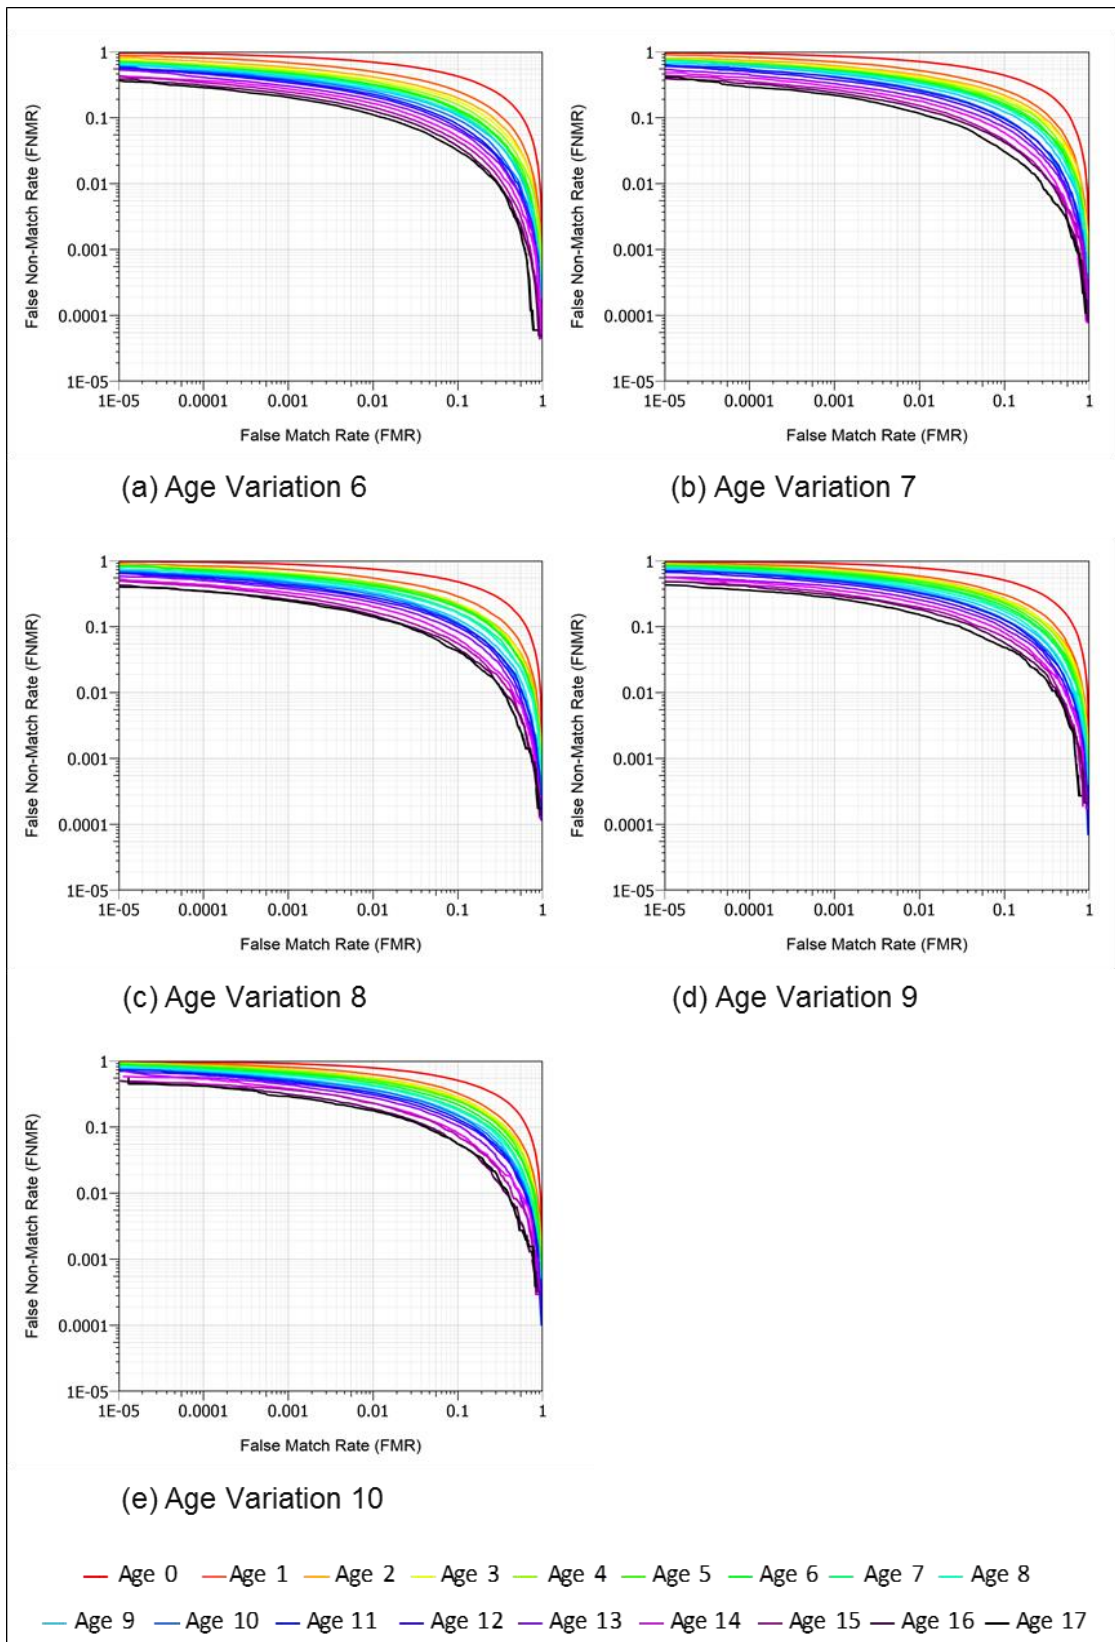 1
0.1
0.01
0.001
0.0001
1E-05
False Non-Match Rate (FNMR)
1E-05 0.0001 0.001 0.01 0.1 1
False Match Rate (FMR)
(a) Age Variation 6
1
0.1
0.01
0.001
0.0001
1E-05
False Non-Match Rate (FNMR)
1E-05 0.0001 0.001 0.01 0.1 1
False Match Rate (FMR)
(b) Age Variation 7
1
0.1
0.01
0.001
0.0001
1E-05
False Non-Match Rate (FNMR)
1E-05 0.0001 0.001 0.01 0.1 1
False Match Rate (FMR)
(c) Age Variation 8
1
0.1
0.01
0.001
0.0001
1E-05
False Non-Match Rate (FNMR)
1E-05 0.0001 0.001 0.01 0.1 1
False Match Rate (FMR)
(d) Age Variation 9
1
0.1
0.01
0.001
0.0001
1E-05
False Non-Match Rate (FNMR)
1E-05 0.0001 0.001 0.01 0.1 1
False Match Rate (FMR)
(e) Age Variation 10
Age 0 Age 1 Age 2 Age 3 Age 4 Age 5 Age 6 Age 7 Age 8
Age 9 Age 10 Age 11 Age 12 Age 13 Age 14 Age 15 Age 16 Age 17